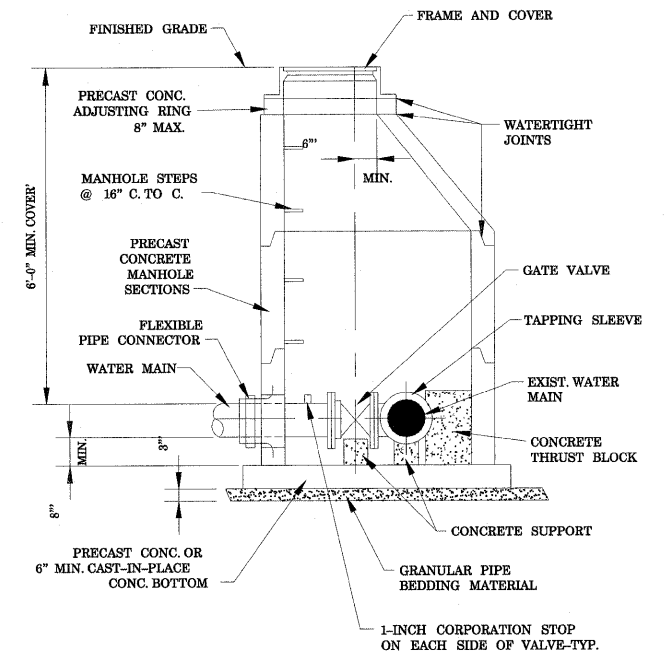 FRAME AND COVER
FINISHED GRADE
PRECAST CONC.
ADJUSTING RING
8" MAX.
WATERTIGHT
JOINTS
6"'
MIN.
MANHOLE STEPS
@ 16" C. TO C.
6'-0" MIN. COVER'
PRECAST
CONCRETE
MANHOLE
SECTIONS
GATE VALVE
FLEXIBLE
PIPE CONNECTOR
TAPPING SLEEVE
WATER MAIN
EXIST. WATER
MAIN
MIN.
CONCRETE
THRUST BLOCK
8"'
CONCRETE SUPPORT
PRECAST CONC. OR
6" MIN. CAST-IN-PLACE
CONC. BOTTOM
GRANULAR PIPE
BEDDING MATERIAL
1-INCH CORPORATION STOP
ON EACH SIDE OF VALVE-TYP.